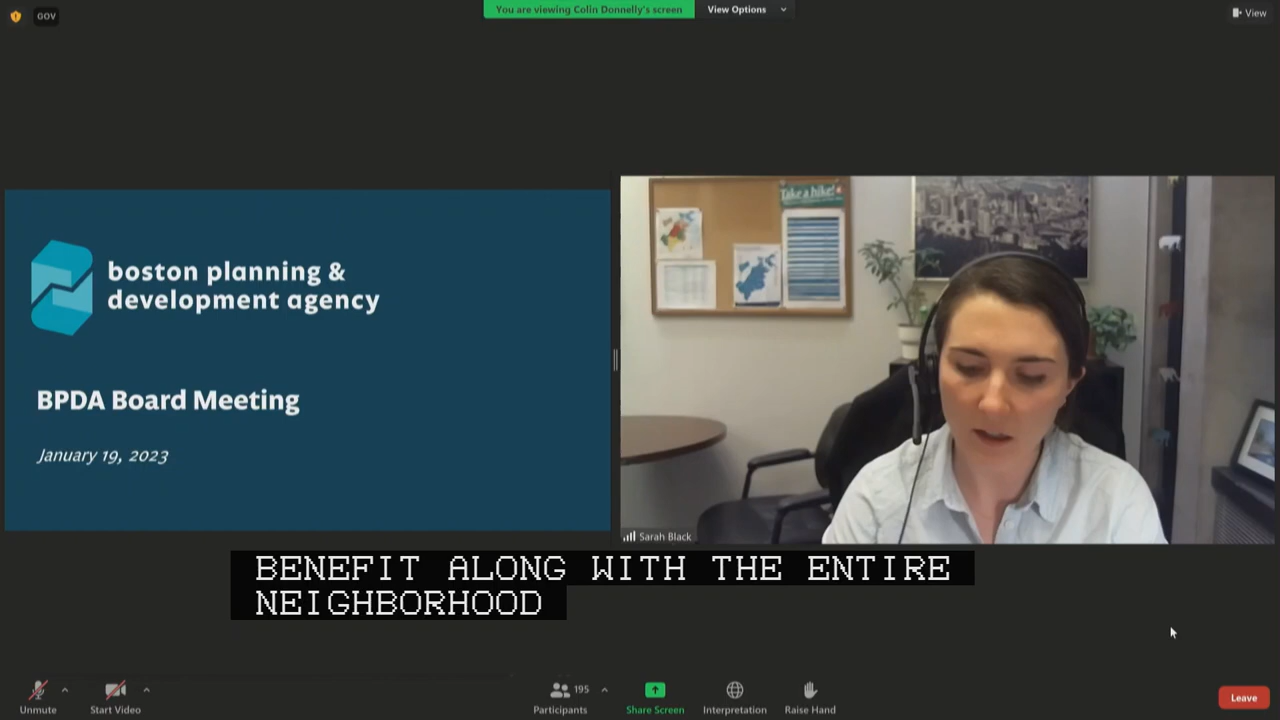 GOV
You are viewing Colin Donnelly's screen
View Options
View
boston planning &
development agency
BPDA Board Meeting
January 19, 2023
Take a hike!
Sarah Black
BENEFIT ALONG WITH THE ENTIRE
NEIGHBORHOOD
Unmute
Start Video
195
Participants
Share Screen
Interpretation
Raise Hand
Leave